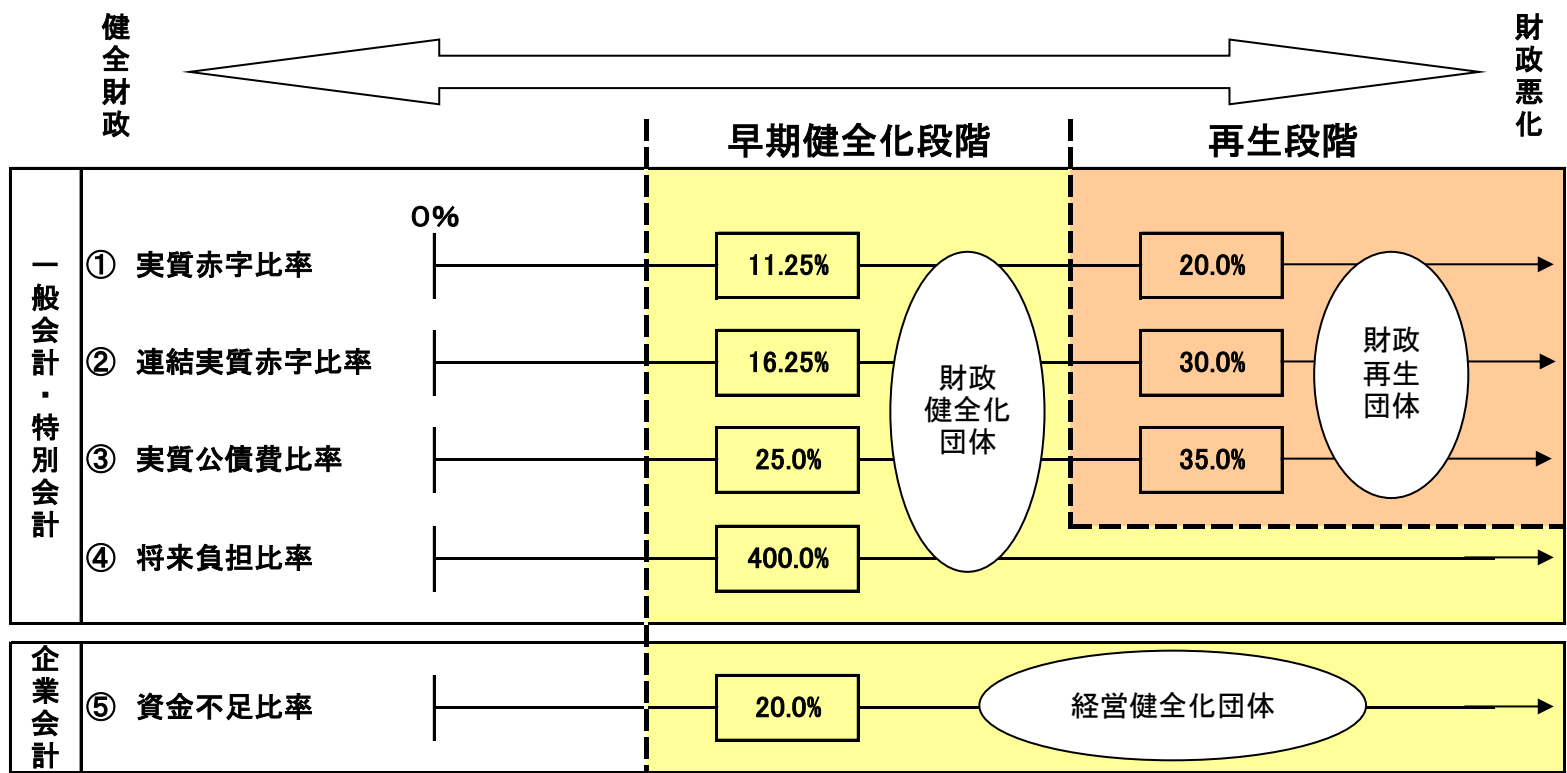 健全財政
財政悪化
早期健全化段階
再生段階
一般会計・特別会計
0%
① 実質赤字比率
11.25%
20.0%
② 連結実質赤字比率
16.25%
30.0%
③ 実質公債費比率
25.0%
35.0%
④ 将来負担比率
400.0%
財政
健全化
団体
財政
再生
団体
企業会計
⑤ 資金不足比率
20.0%
経営健全化団体